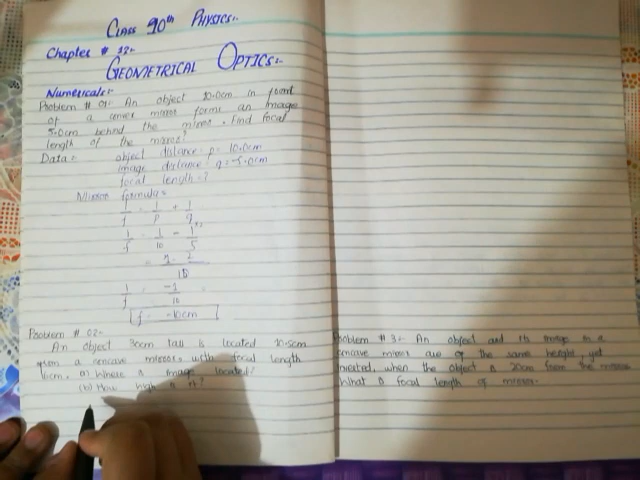 CLASS 10th PHYSICS:-
Chapter # 12:-
GEOMETRICAL OPTICS:-
Numericals:-
Problem # 01:- An object 10.0cm in front
of a convex mirror forms an image
5.0cm behind the mirror. Find focal
length of the mirror?
Data:- object distance = p = 10.0cm
image distance = q = -5.0cm
focal length = ?
Mirror formula =
1/f = 1/p + 1/q
1/f = 1/10 - 1/5
= 1-2/10
1/f = -1/10
f = -10cm
Problem # 02:-
An object 30cm tall is located 10.5cm
from a concave mirror with focal length
16cm. a) Where is image located?
(b) How high is it?
Problem # 3:- An object and its image in a
concave mirror are of the same height, yet
inverted, when the object is 20cm from the mirror
What is focal length of mirror.